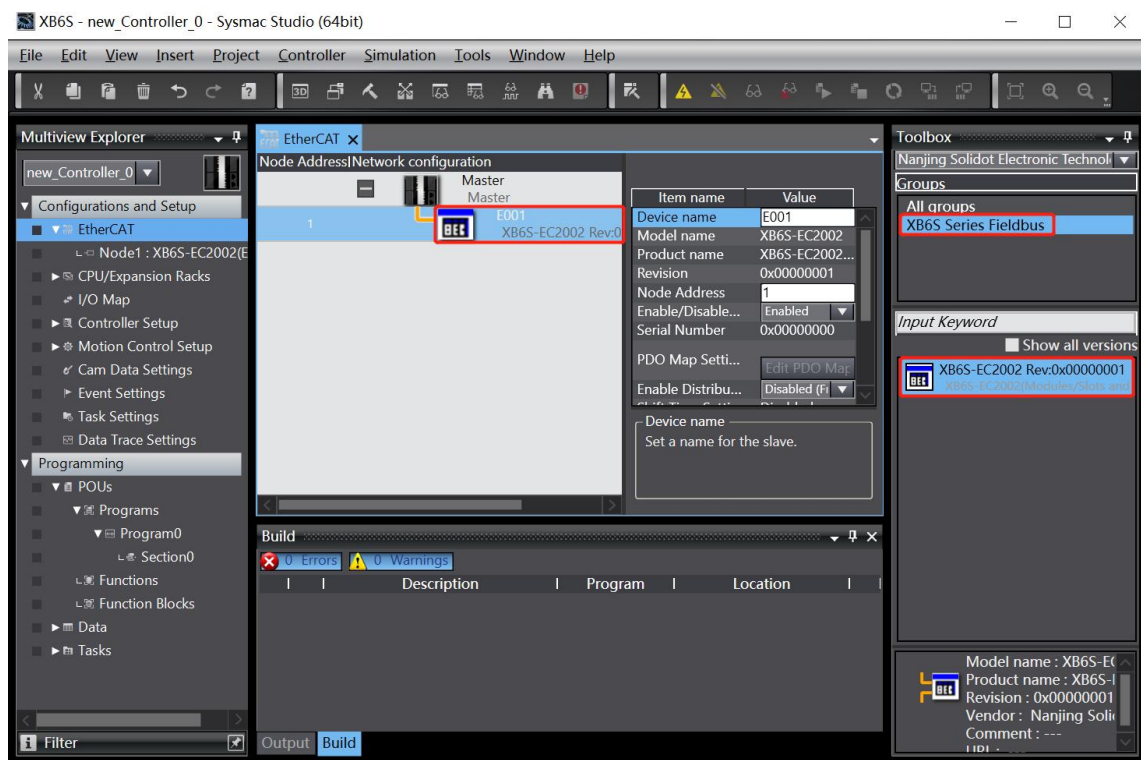 XB6S - new_Controller_0 - Sysmac Studio (64bit)
File Edit View Insert Project Controller Simulation Tools Window Help
Multiview Explorer
new_Controller_0
Configurations and Setup
EtherCAT
Node1 : XB6S-EC2002(E
CPU/Expansion Racks
I/O Map
Controller Setup
Motion Control Setup
Cam Data Settings
Event Settings
Task Settings
Data Trace Settings
Programming
POUs
Programs
Program0
Section0
Functions
Function Blocks
Data
Tasks
Filter
EtherCAT
Node Address|Network configuration
Master
Master
1
E001
XB6S-EC2002 Rev:0
Item name Value
Device name E001
Model name XB6S-EC2002
Product name XB6S-EC2002...
Revision 0x00000001
Node Address 1
Enable/Disable... Enabled
Serial Number 0x00000000
PDO Map Setti... Edit PDO Map
Enable Distribu... Disabled (Fi
Device name
Set a name for the slave.
Build
0 Errors 0 Warnings
Description Program Location
Output Build
Toolbox
Nanjing Solidot Electronic Technol
Groups
All groups
XB6S Series Fieldbus
Input Keyword
Show all versions
XB6S-EC2002 Rev:0x00000001
XB6S-EC2002(Modules/Slots and
Model name : XB6S-E
Product name : XB6S-
Revision : 0x00000001
Vendor : Nanjing Soli
Comment : ---